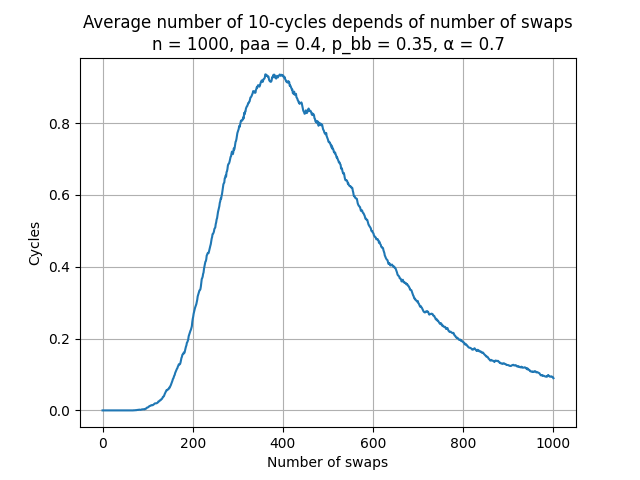 Average number of 10-cycles depends of number of swaps
n = 1000, paa = 0.4, p_bb = 0.35, α = 0.7
Cycles
0.8
0.6
0.4
0.2
0.0
0 200 400 600 800 1000
Number of swaps